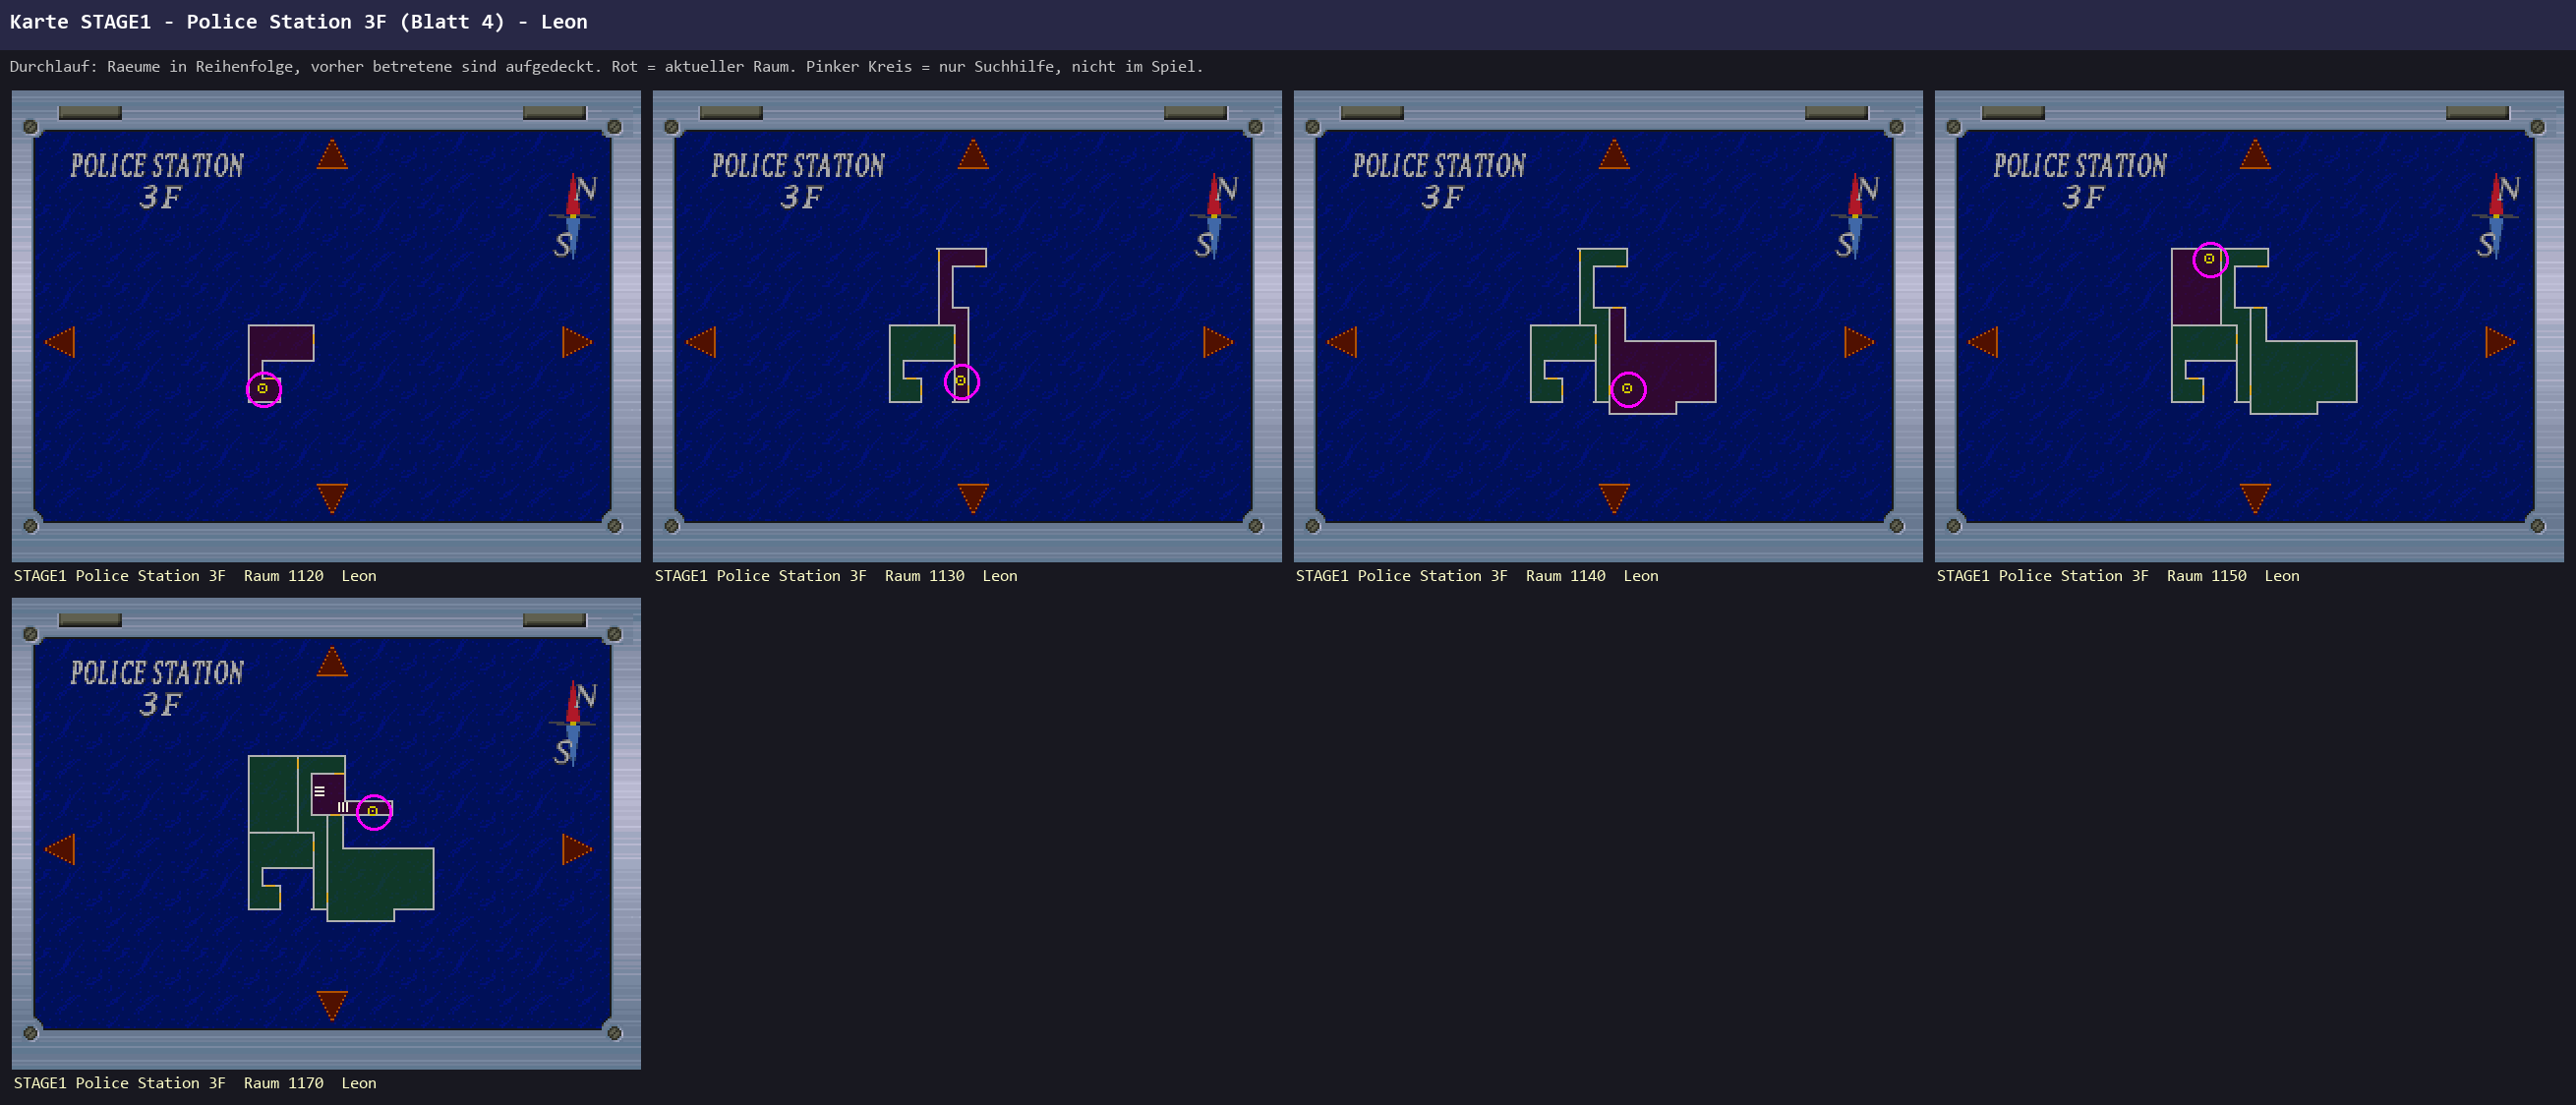 Karte STAGE1 - Police Station 3F (Blatt 4) - Leon
Durchlauf: Raeume in Reihenfolge, vorher betretene sind aufgedeckt. Rot = aktueller Raum. Pinker Kreis = nur Suchhilfe, nicht im Spiel.
POLICE STATION
3F
N
S
STAGE1 Police Station 3F  Raum 1120  Leon
POLICE STATION
3F
N
S
STAGE1 Police Station 3F  Raum 1130  Leon
POLICE STATION
3F
N
S
STAGE1 Police Station 3F  Raum 1140  Leon
POLICE STATION
3F
N
S
STAGE1 Police Station 3F  Raum 1150  Leon
POLICE STATION
3F
N
S
STAGE1 Police Station 3F  Raum 1170  Leon